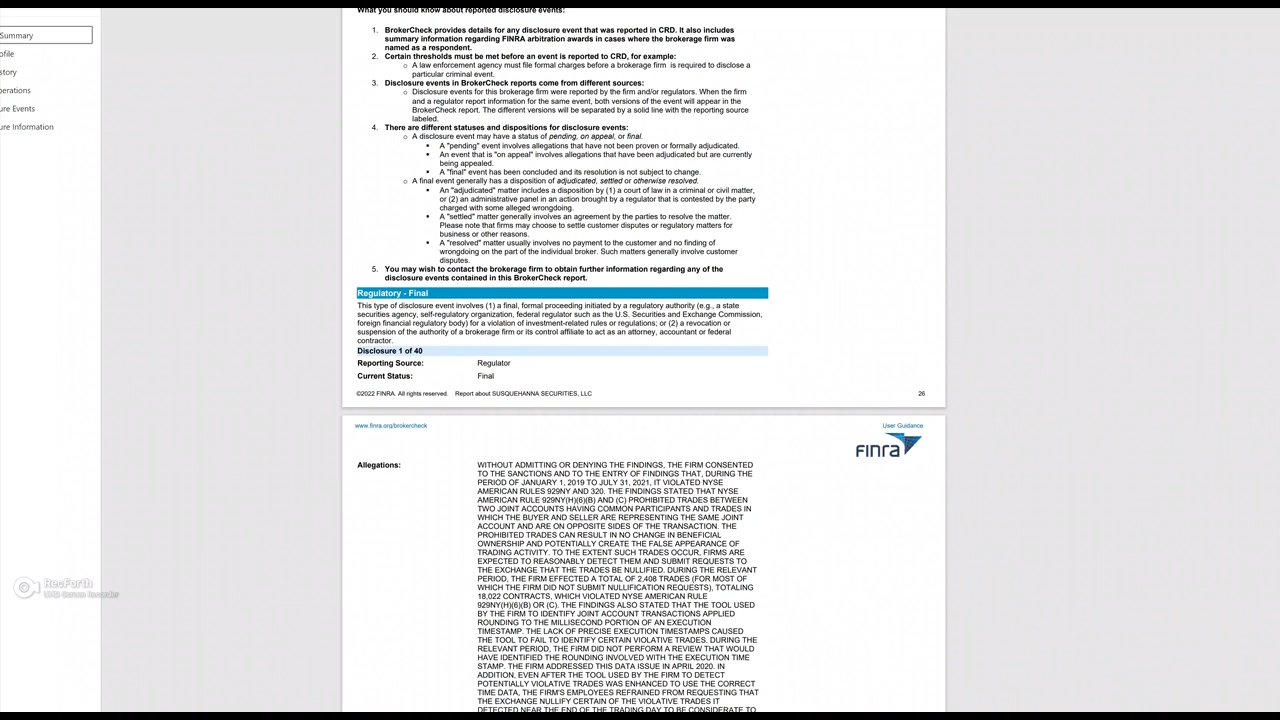 Summary
ofile
story
perations
ure Events
ure Information
What you should know about reported disclosure events:
1. BrokerCheck provides details for any disclosure event that was reported in CRD. It also includes
summary information regarding FINRA arbitration awards in cases where the brokerage firm was
named as a respondent.
2. Certain thresholds must be met before an event is reported to CRD, for example:
o A law enforcement agency must file formal charges before a brokerage firm is required to disclose a
particular criminal event.
3. Disclosure events in BrokerCheck reports come from different sources:
o Disclosure events for this brokerage firm were reported by the firm and/or regulators. When the firm
and a regulator report information for the same event, both versions of the event will appear in the
BrokerCheck report. The different versions will be separated by a solid line with the reporting source
labeled.
4. There are different statuses and dispositions for disclosure events:
o A disclosure event may have a status of pending, on appeal, or final.
▪ A "pending" event involves allegations that have not been proven or formally adjudicated.
▪ An event that is "on appeal" involves allegations that have been adjudicated but are currently
being appealed.
▪ A "final" event has been concluded and its resolution is not subject to change.
o A final event generally has a disposition of adjudicated, settled or otherwise resolved.
▪ An "adjudicated" matter includes a disposition by (1) a court of law in a criminal or civil matter,
or (2) an administrative panel in an action brought by a regulator that is contested by the party
charged with some alleged wrongdoing.
▪ A "settled" matter generally involves an agreement by the parties to resolve the matter.
Please note that firms may choose to settle customer disputes or regulatory matters for
business or other reasons.
▪ A "resolved" matter usually involves no payment to the customer and no finding of
wrongdoing on the part of the individual broker. Such matters generally involve customer
disputes.
5. You may wish to contact the brokerage firm to obtain further information regarding any of the
disclosure events contained in this BrokerCheck report.
Regulatory - Final
This type of disclosure event involves (1) a final, formal proceeding initiated by a regulatory authority (e.g., a state
securities agency, self-regulatory organization, federal regulator such as the U.S. Securities and Exchange Commission,
foreign financial regulatory body) for a violation of investment-related rules or regulations; or (2) a revocation or
suspension of the authority of a brokerage firm or its control affiliate to act as an attorney, accountant or federal
contractor.
Disclosure 1 of 40
Reporting Source: Regulator
Current Status: Final
©2022 FINRA. All rights reserved. Report about SUSQUEHANNA SECURITIES, LLC 26
www.finra.org/brokercheck User Guidance
FINRA
Allegations: WITHOUT ADMITTING OR DENYING THE FINDINGS, THE FIRM CONSENTED
TO THE SANCTIONS AND TO THE ENTRY OF FINDINGS THAT, DURING THE
PERIOD OF JANUARY 1, 2019 TO JULY 31, 2021, IT VIOLATED NYSE
AMERICAN RULES 929NY AND 320. THE FINDINGS STATED THAT NYSE
AMERICAN RULE 929NY(H)(6)(B) AND (C) PROHIBITED TRADES BETWEEN
TWO JOINT ACCOUNTS HAVING COMMON PARTICIPANTS AND TRADES IN
WHICH THE BUYER AND SELLER ARE REPRESENTING THE SAME JOINT
ACCOUNT AND ARE ON OPPOSITE SIDES OF THE TRANSACTION. THE
PROHIBITED TRADES CAN RESULT IN NO CHANGE IN BENEFICIAL
OWNERSHIP AND POTENTIALLY CREATE THE FALSE APPEARANCE OF
TRADING ACTIVITY. TO THE EXTENT SUCH TRADES OCCUR, FIRMS ARE
EXPECTED TO REASONABLY DETECT THEM AND SUBMIT REQUESTS TO
THE EXCHANGE THAT THE TRADES BE NULLIFIED. DURING THE RELEVANT
PERIOD, THE FIRM EFFECTED A TOTAL OF 2,408 TRADES (FOR MOST OF
WHICH THE FIRM DID NOT SUBMIT NULLIFICATION REQUESTS), TOTALING
18,022 CONTRACTS, WHICH VIOLATED NYSE AMERICAN RULE
929NY(H)(6)(B) OR (C). THE FINDINGS ALSO STATED THAT THE TOOL USED
BY THE FIRM TO IDENTIFY JOINT ACCOUNT TRANSACTIONS APPLIED
ROUNDING TO THE MILLISECOND PORTION OF AN EXECUTION
TIMESTAMP. THE LACK OF PRECISE EXECUTION TIMESTAMPS CAUSED
THE TOOL TO FAIL TO IDENTIFY CERTAIN VIOLATIVE TRADES. DURING THE
RELEVANT PERIOD, THE FIRM DID NOT PERFORM A REVIEW THAT WOULD
HAVE IDENTIFIED THE ROUNDING INVOLVED WITH THE EXECUTION TIME
STAMP. THE FIRM ADDRESSED THIS DATA ISSUE IN APRIL 2020. IN
ADDITION, EVEN AFTER THE TOOL USED BY THE FIRM TO DETECT
POTENTIALLY VIOLATIVE TRADES WAS ENHANCED TO USE THE CORRECT
TIME DATA, THE FIRM'S EMPLOYEES REFRAINED FROM REQUESTING THAT
THE EXCHANGE NULLIFY CERTAIN OF THE VIOLATIVE TRADES IT
DETECTED NEAR THE END OF THE TRADING DAY TO BE CONSIDERATE TO
RecForth